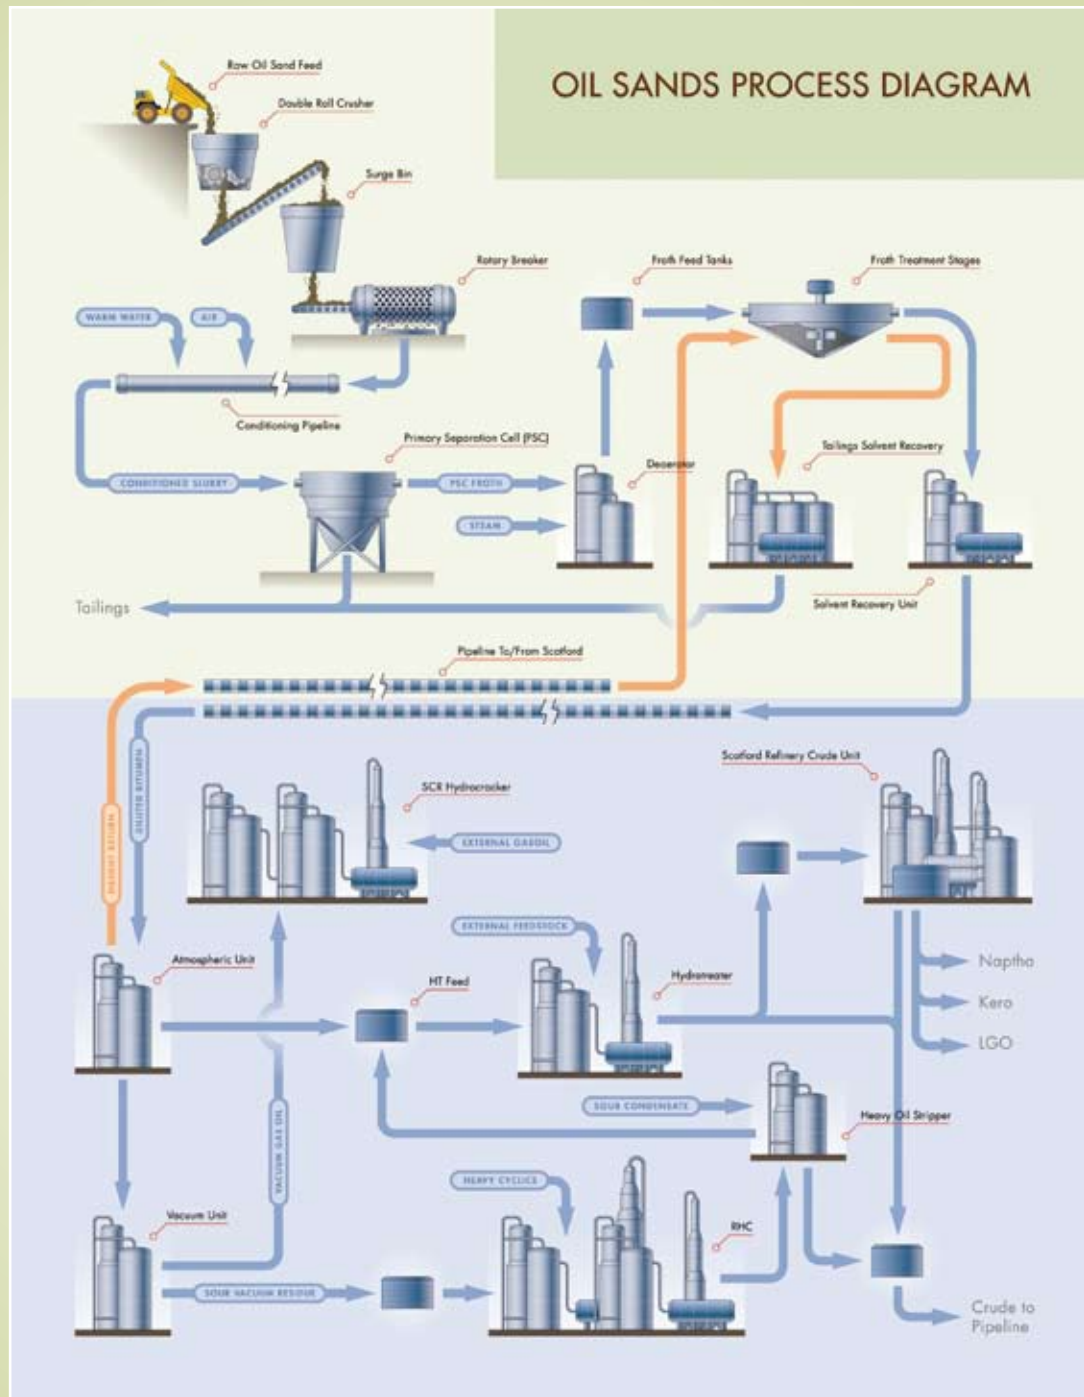 OIL SANDS PROCESS DIAGRAM
Raw Oil Sand Feed
Double Roll Crusher
Surge Bin
Rotary Breaker
Froth Feed Tanks
Froth Treatment Stages
WARM WATER
AIR
Conditioning Pipeline
Primary Separation Cell (PSC)
Tailings Solvent Recovery
Deaerator
CONDITIONED SLURRY
PSC FROTH
STEAM
Tailings
Solvent Recovery Unit
Pipeline To/From Scotford
DILUENT RETURN
DILUTED BITUMEN
Scotford Refinery Crude Unit
SCR Hydrocracker
EXTERNAL GASOIL
EXTERNAL FEEDSTOCK
Atmospheric Unit
HT Feed
Hydrotreater
Naptha
Kero
LGO
SOUR CONDENSATE
Heavy Oil Stripper
VACUUM GAS OIL
HEAVY CYCLICS
Vacuum Unit
RHC
SOUR VACUUM RESIDUE
Crude to
Pipeline